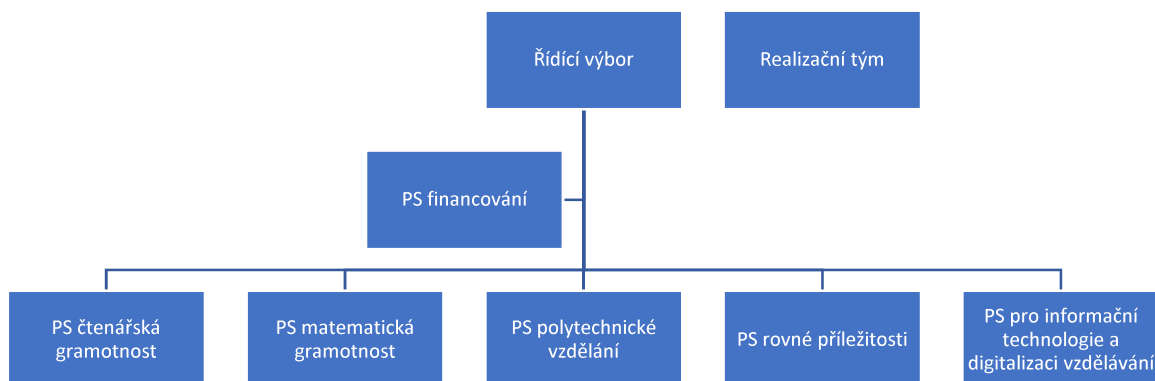 Řídící výbor
Realizační tým
PS financování
PS čtenářská
gramotnost
PS matematická
gramotnost
PS polytechnické
vzdělání
PS rovné příležitosti
PS pro informační
technologie a
digitalizaci vzdělávání